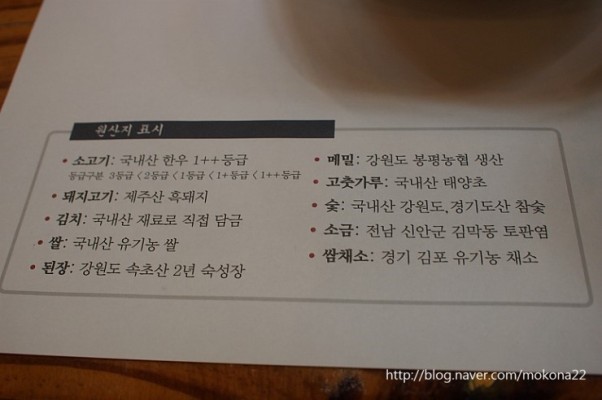 원산지 표시
• 소고기: 국내산 한우 1++등급
등급구분 3등급 < 2등급 < 1등급 < 1+등급 < 1++등급
• 돼지고기: 제주산 흑돼지
• 김치: 국내산 재료로 직접 담금
• 쌀: 국내산 유기농 쌀
• 된장: 강원도 속초산 2년 숙성장
• 메밀: 강원도 봉평농협 생산
• 고춧가루: 국내산 태양초
• 숯: 국내산 강원도,경기도산 참숯
• 소금: 전남 신안군 김막동 토판염
• 쌈채소: 경기 김포 유기농 채소
http://blog.naver.com/mokona22